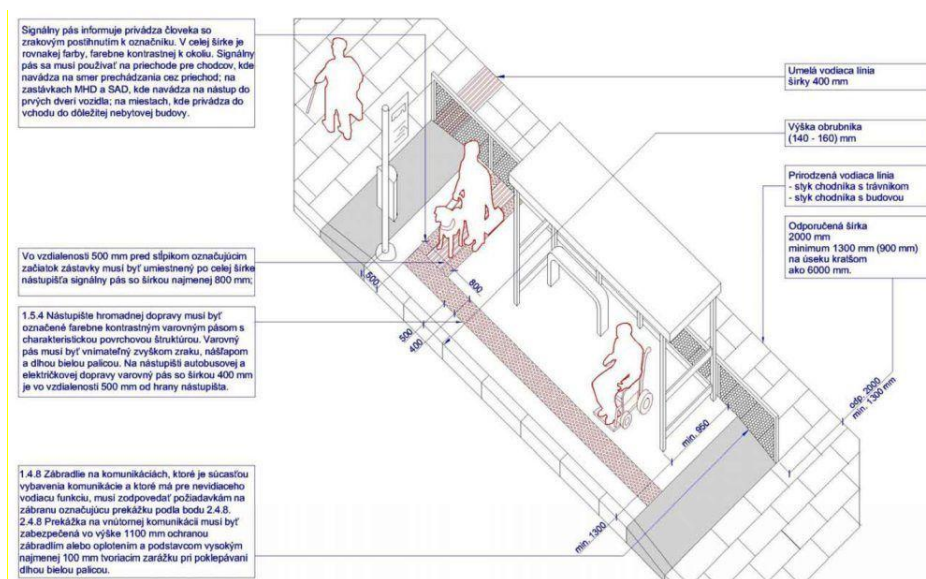 Signálny pás informuje privádza človeka so
zrakovým postihnutím k označníku. V celej šírke je
rovnakej farby, farebne kontrastnej k okoliu. Signálny
pás sa musí používať na priechode pre chodcov, kde
navádza na smer prechádzania cez priechod; na
zastávkach MHD a SAD, kde navádza na nástup do
prvých dverí vozidla; na miestach, kde privádza do
vchodu do dôležitej nebytovej budovy.
Vo vzdialenosti 500 mm pred stĺpikom označujúcim
začiatok zastávky musí byť umiestnený po celej šírke
nástupišťa signálny pás so šírkou najmenej 800 mm;
1.5.4 Nástupište hromadnej dopravy musí byť
označené farebne kontrastným varovným pásom s
charakteristickou povrchovou štruktúrou. Varovný
pás musí byť vnímateľný zvyškom zraku, nášľapom
a dlhou bielou palicou. Na nástupišti autobusovej a
električkovej dopravy varovný pás so šírkou 400 mm
je vo vzdialenosti 500 mm od hrany nástupišťa.
1.4.8 Zábradlie na komunikáciách, ktoré je súčasťou
vybavenia komunikácie a ktoré má pre nevidiaceho
vodiacu funkciu, musí zodpovedať požiadavkám na
zábranu označujúcu prekážku podľa bodu 2.4.8.
2.4.8 Prekážka na vnútornej komunikácii musí byť
zabezpečená vo výške 1100 mm ochranou
zábradlím alebo oplotením a podstavcom vysokým
najmenej 100 mm tvoriacim zarážku pri poklepávaní
dlhou bielou palicou.
500
800
500
400
min. 950
min. 1300
odp. 2000
min. 1300 mm
Umelá vodiaca línia
šírky 400 mm
Výška obrubníka
(140 - 160) mm
Prirodzená vodiaca línia
- styk chodníka s trávnikom
- styk chodníka s budovou
Odporučená šírka
2000 mm
minimum 1300 mm (900 mm)
na úseku kratšom
ako 6000 mm.